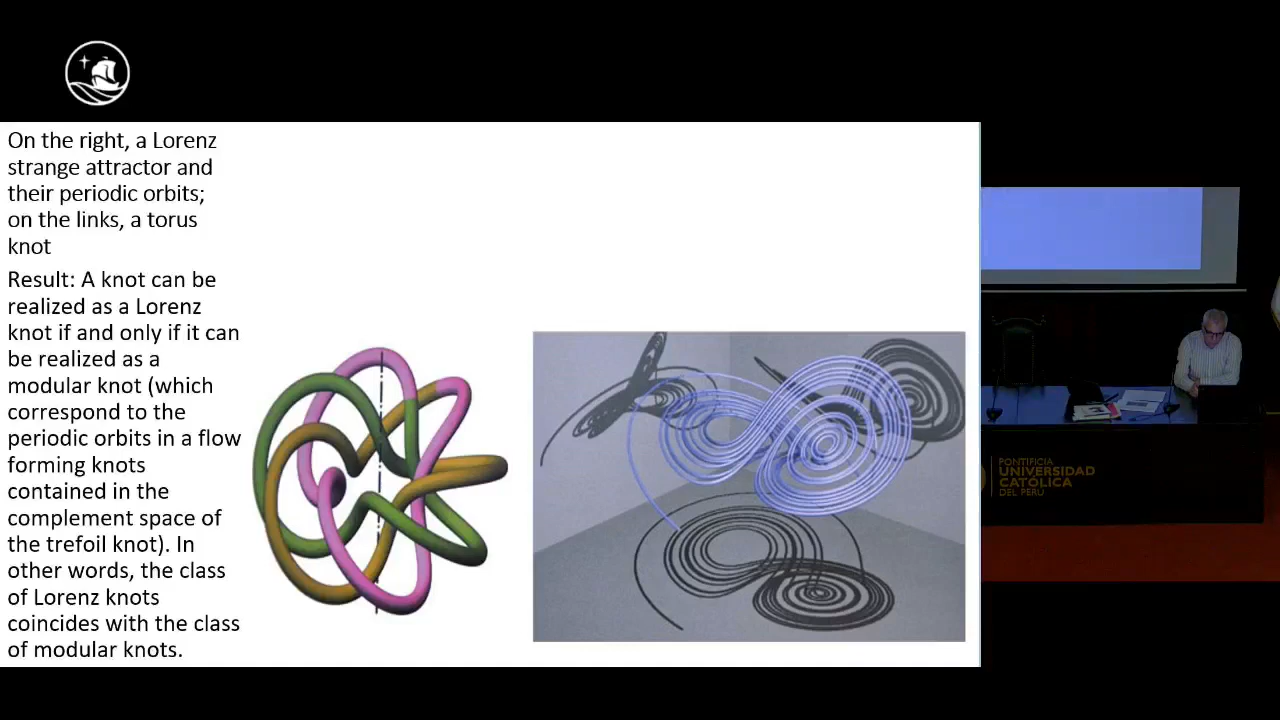 On the right, a Lorenz
strange attractor and
their periodic orbits;
on the links, a torus
knot
Result: A knot can be
realized as a Lorenz
knot if and only if it can
be realized as a
modular knot (which
correspond to the
periodic orbits in a flow
forming knots
contained in the
complement space of
the trefoil knot). In
other words, the class
of Lorenz knots
coincides with the class
of modular knots.
PONTIFICIA
UNIVERSIDAD
CATÓLICA
DEL PERÚ